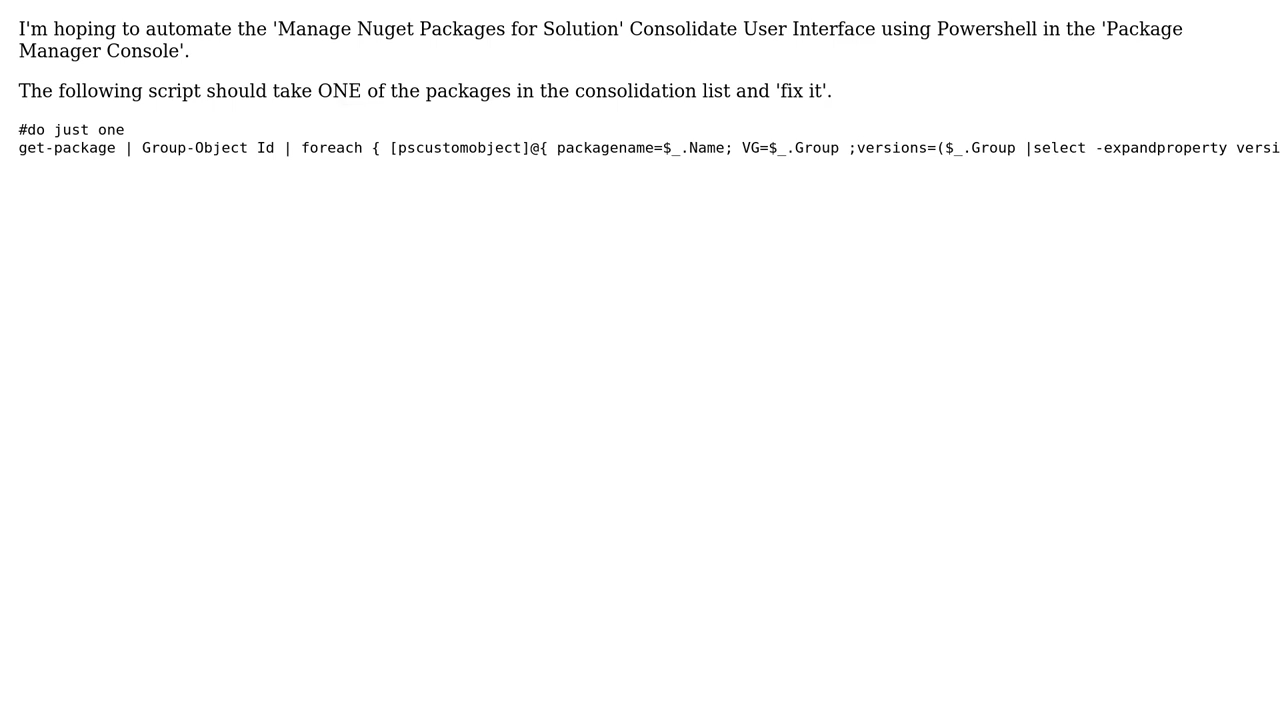 I'm hoping to automate the 'Manage Nuget Packages for Solution' Consolidate User Interface using Powershell in the 'Package
Manager Console'.
The following script should take ONE of the packages in the consolidation list and 'fix it'.
#do just one
get-package | Group-Object Id | foreach { [pscustomobject]@{ packagename=$_.Name; VG=$_.Group ;versions=($_.Group |select -expandproperty versi